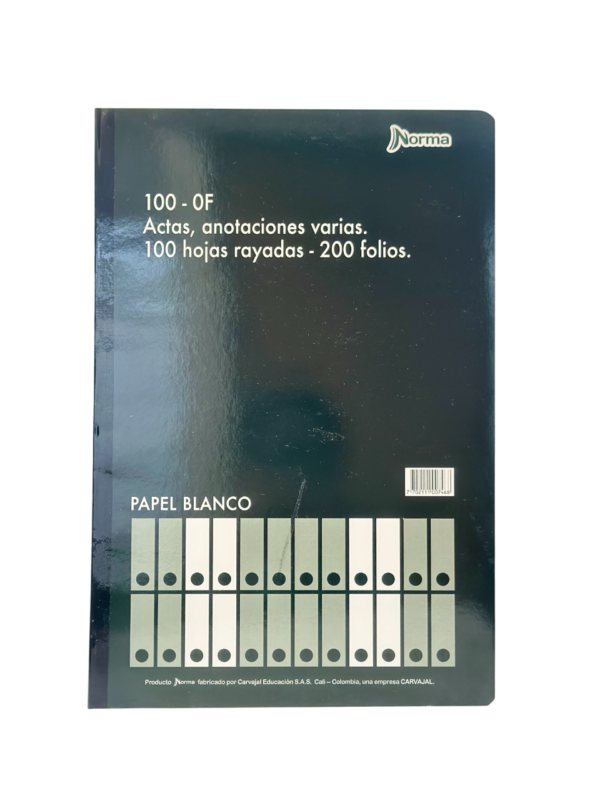 Norma
100 - OF
Actas, anotaciones varias.
100 hojas rayadas - 200 folios.
PAPEL BLANCO
Producto Norma fabricado por Carvajal Educación S.A.S. Cali – Colombia, una empresa CARVAJAL.